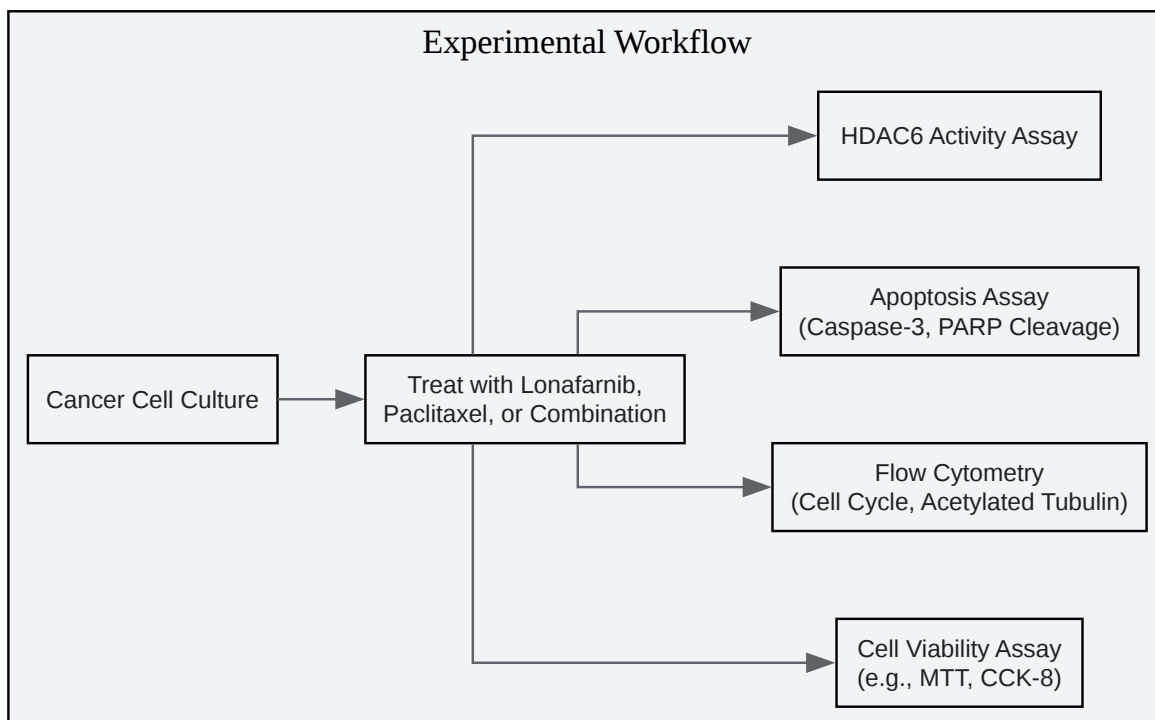 Experimental Workflow
HDAC6 Activity Assay
Apoptosis Assay
(Caspase-3, PARP Cleavage)
Cancer Cell Culture
Treat with Lonafarnib,
Paclitaxel, or Combination
Flow Cytometry
(Cell Cycle, Acetylated Tubulin)
Cell Viability Assay
(e.g., MTT, CCK-8)